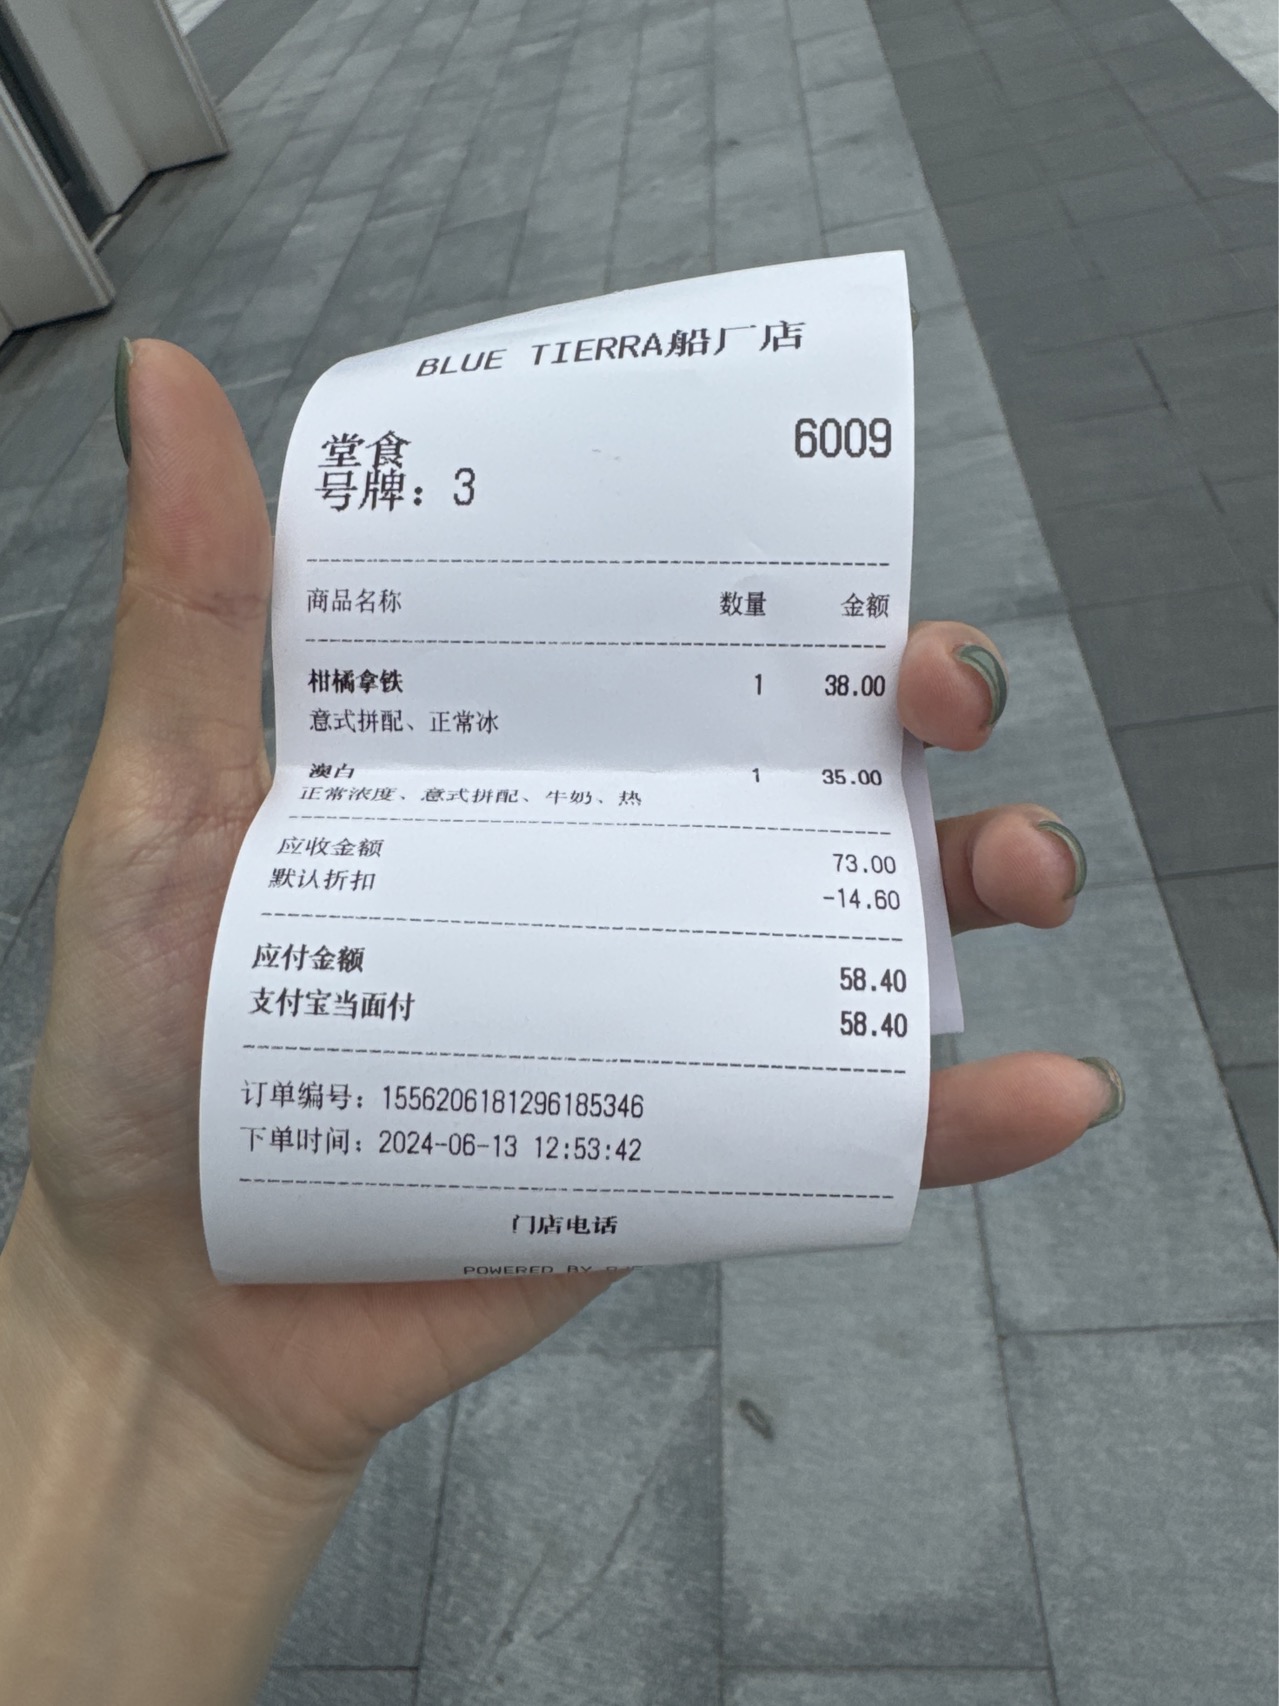 BLUE TIERRA船厂店
堂食 6009
号牌：3
商品名称 数量 金额
柑橘拿铁 1 38.00
意式拼配、正常冰
澳白 1 35.00
正常浓度、意式拼配、牛奶、热
应收金额 73.00
默认折扣 -14.60
应付金额 58.40
支付宝当面付 58.40
订单编号：1556206181296185346
下单时间：2024-06-13 12:53:42
门店电话
POWERED BY